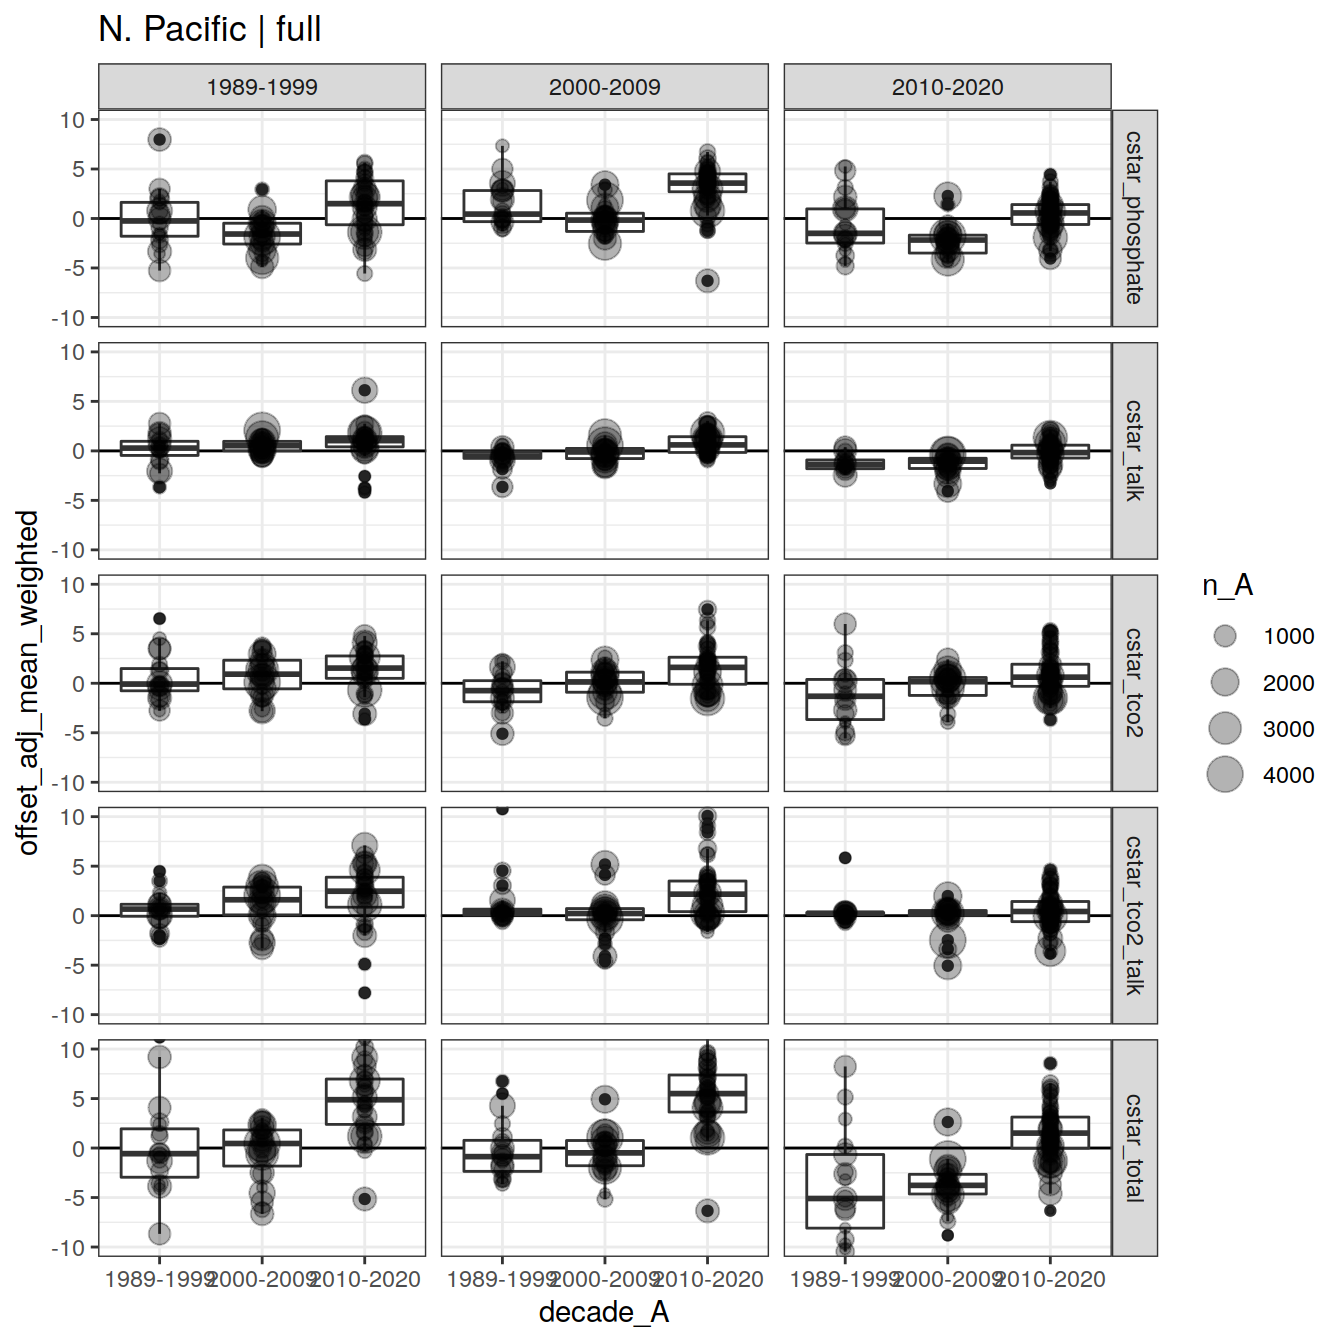 N. Pacific | full
1989-1999 2000-2009 2010-2020
10
5
0
-5
-10
cstar_phosphate
10
5
0
-5
-10
cstar_talk
10
5
0
-5
-10
cstar_tco2
10
5
0
-5
-10
cstar_tco2_talk
10
5
0
-5
-10
cstar_total
offset_adj_mean_weighted
1989-1999 2000-2009 2010-2020 1989-1999 2000-2009 2010-2020 1989-1999 2000-2009 2010-2020
decade_A
n_A
1000
2000
3000
4000